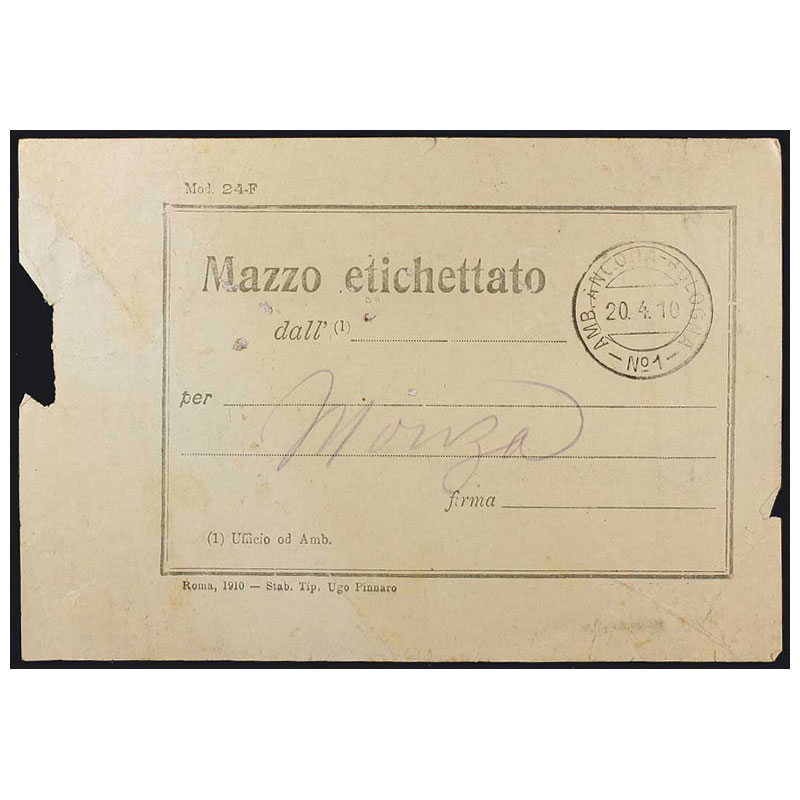 Mod. 24-F
Mazzo etichettato
AMB. ANCONA-BOLOGNA
20. 4. 10
— No 1 —
dall' (1)
per
Monza
firma
(1) Ufficio od Amb.
Roma, 1910 — Stab. Tip. Ugo Pinnaro